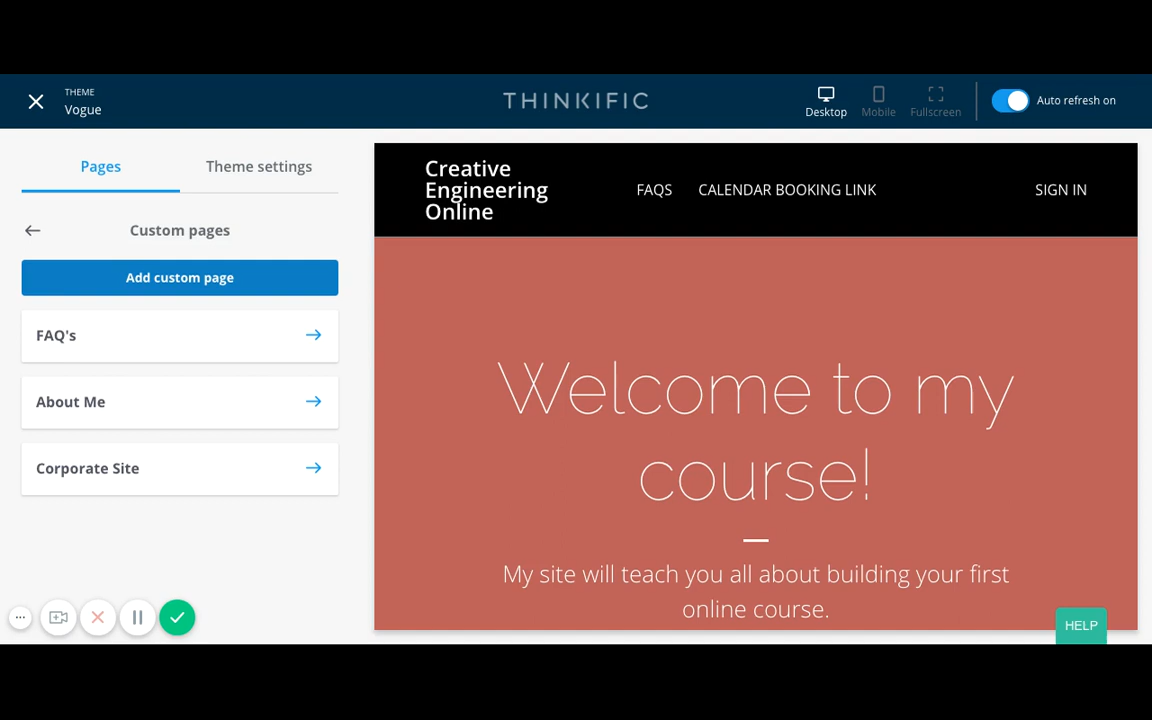 THEME
Vogue
THINKIFIC
Desktop
Mobile
Fullscreen
Auto refresh on
Pages
Theme settings
Custom pages
Add custom page
FAQ's
About Me
Corporate Site
Creative
Engineering
Online
FAQS
CALENDAR BOOKING LINK
SIGN IN
Welcome to my
course!
My site will teach you all about building your first
online course.
HELP